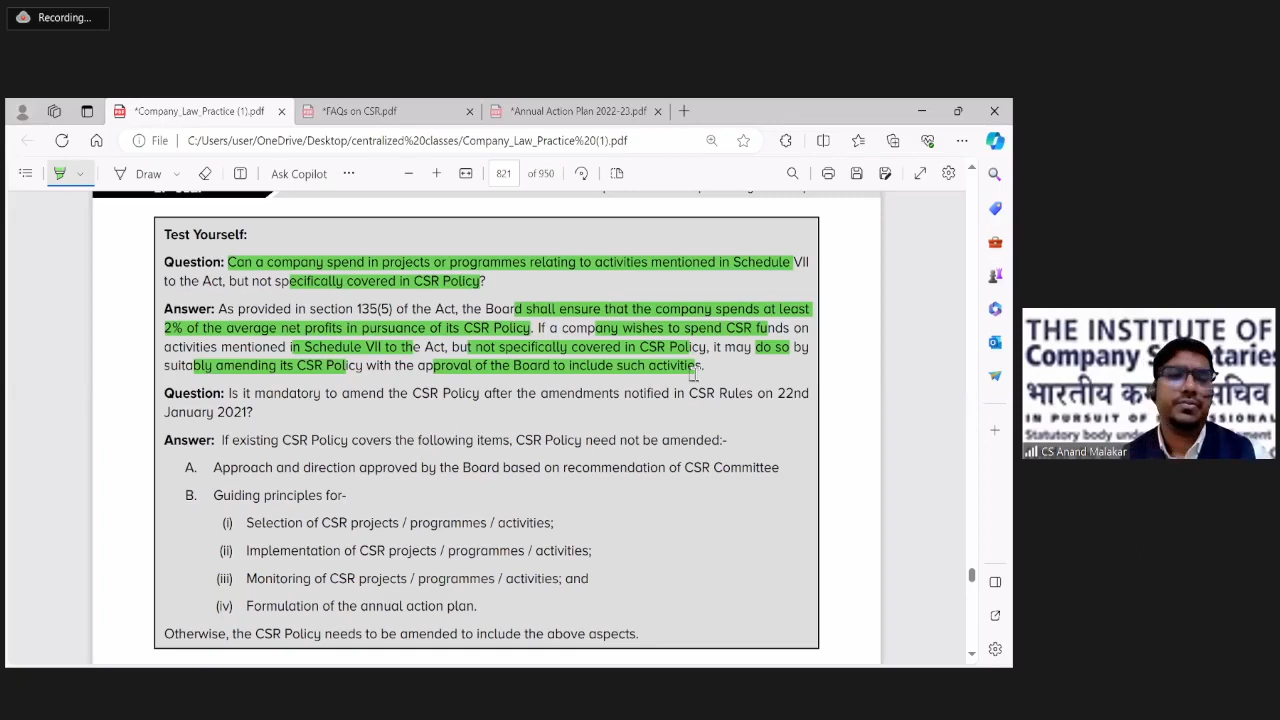 Recording...
*Company_Law_Practice (1).pdf
*FAQs on CSR.pdf
*Annual Action Plan 2022-23.pdf
File
C:/Users/user/OneDrive/Desktop/centralized%20classes/Company_Law_Practice%20(1).pdf
Draw
Ask Copilot
821 of 950
Test Yourself:
Question: Can a company spend in projects or programmes relating to activities mentioned in Schedule VII
to the Act, but not specifically covered in CSR Policy?
Answer: As provided in section 135(5) of the Act, the Board shall ensure that the company spends at least
2% of the average net profits in pursuance of its CSR Policy. If a company wishes to spend CSR funds on
activities mentioned in Schedule VII to the Act, but not specifically covered in CSR Policy, it may do so by
suitably amending its CSR Policy with the approval of the Board to include such activities.
Question: Is it mandatory to amend the CSR Policy after the amendments notified in CSR Rules on 22nd
January 2021?
Answer: If existing CSR Policy covers the following items, CSR Policy need not be amended:-
A. Approach and direction approved by the Board based on recommendation of CSR Committee
B. Guiding principles for-
(i) Selection of CSR projects / programmes / activities;
(ii) Implementation of CSR projects / programmes / activities;
(iii) Monitoring of CSR projects / programmes / activities; and
(iv) Formulation of the annual action plan.
Otherwise, the CSR Policy needs to be amended to include the above aspects.
THE INSTITUTE OF
Company
भारतीय
सचिव
IN PURSUIT OF
Statutory body
CS Anand Malakar